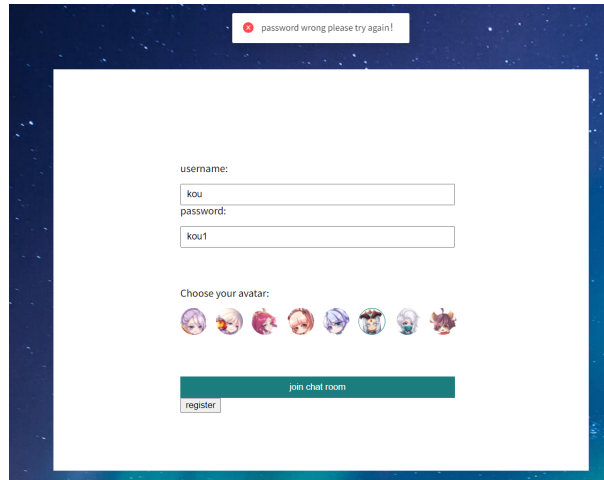 password wrong please try again！
username:
kou
password:
kou1
Choose your avatar:
join chat room
register